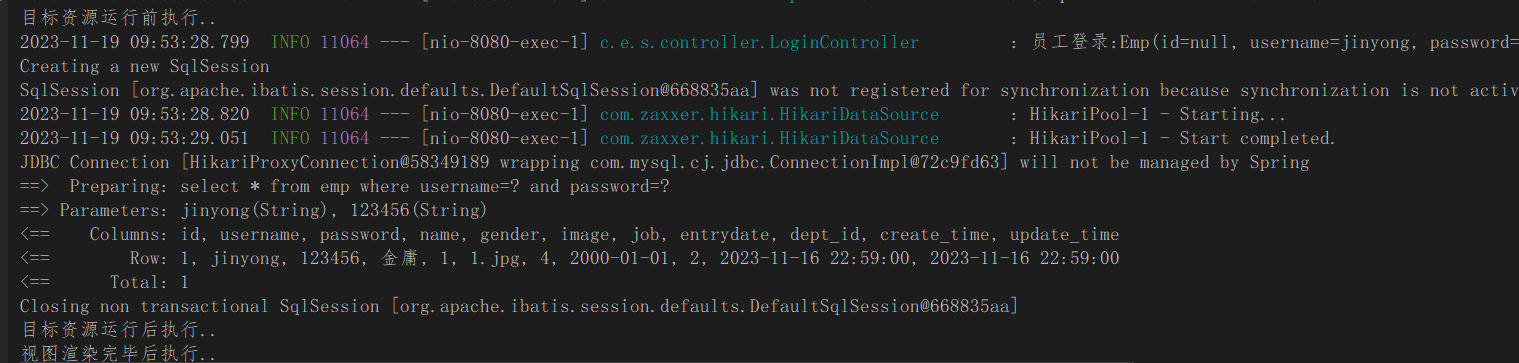 目标资源运行前执行..
2023-11-19 09:53:28.799  INFO 11064 --- [nio-8080-exec-1] c.e.s.controller.LoginController         : 员工登录:Emp(id=null, username=jinyong, password=
Creating a new SqlSession
SqlSession [org.apache.ibatis.session.defaults.DefaultSqlSession@668835aa] was not registered for synchronization because synchronization is not activ
2023-11-19 09:53:28.820  INFO 11064 --- [nio-8080-exec-1] com.zaxxer.hikari.HikariDataSource       : HikariPool-1 - Starting...
2023-11-19 09:53:29.051  INFO 11064 --- [nio-8080-exec-1] com.zaxxer.hikari.HikariDataSource       : HikariPool-1 - Start completed.
JDBC Connection [HikariProxyConnection@58349189 wrapping com.mysql.cj.jdbc.ConnectionImpl@72c9fd63] will not be managed by Spring
==>  Preparing: select * from emp where username=? and password=?
==> Parameters: jinyong(String), 123456(String)
<==    Columns: id, username, password, name, gender, image, job, entrydate, dept_id, create_time, update_time
<==        Row: 1, jinyong, 123456, 金庸, 1, 1.jpg, 4, 2000-01-01, 2, 2023-11-16 22:59:00, 2023-11-16 22:59:00
<==      Total: 1
Closing non transactional SqlSession [org.apache.ibatis.session.defaults.DefaultSqlSession@668835aa]
目标资源运行后执行..
视图渲染完毕后执行..